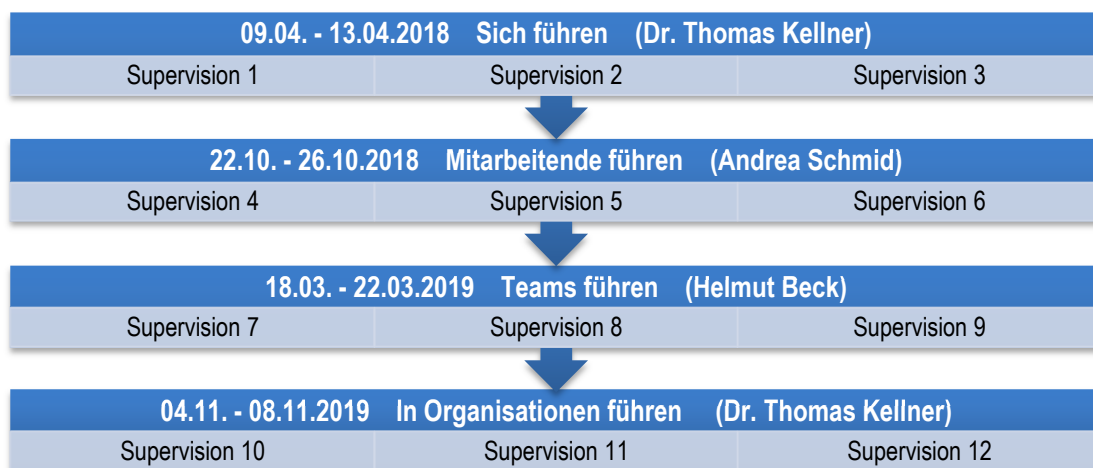 09.04. - 13.04.2018 Sich führen (Dr. Thomas Kellner)
Supervision 1 Supervision 2 Supervision 3
22.10. - 26.10.2018 Mitarbeitende führen (Andrea Schmid)
Supervision 4 Supervision 5 Supervision 6
18.03. - 22.03.2019 Teams führen (Helmut Beck)
Supervision 7 Supervision 8 Supervision 9
04.11. - 08.11.2019 In Organisationen führen (Dr. Thomas Kellner)
Supervision 10 Supervision 11 Supervision 12